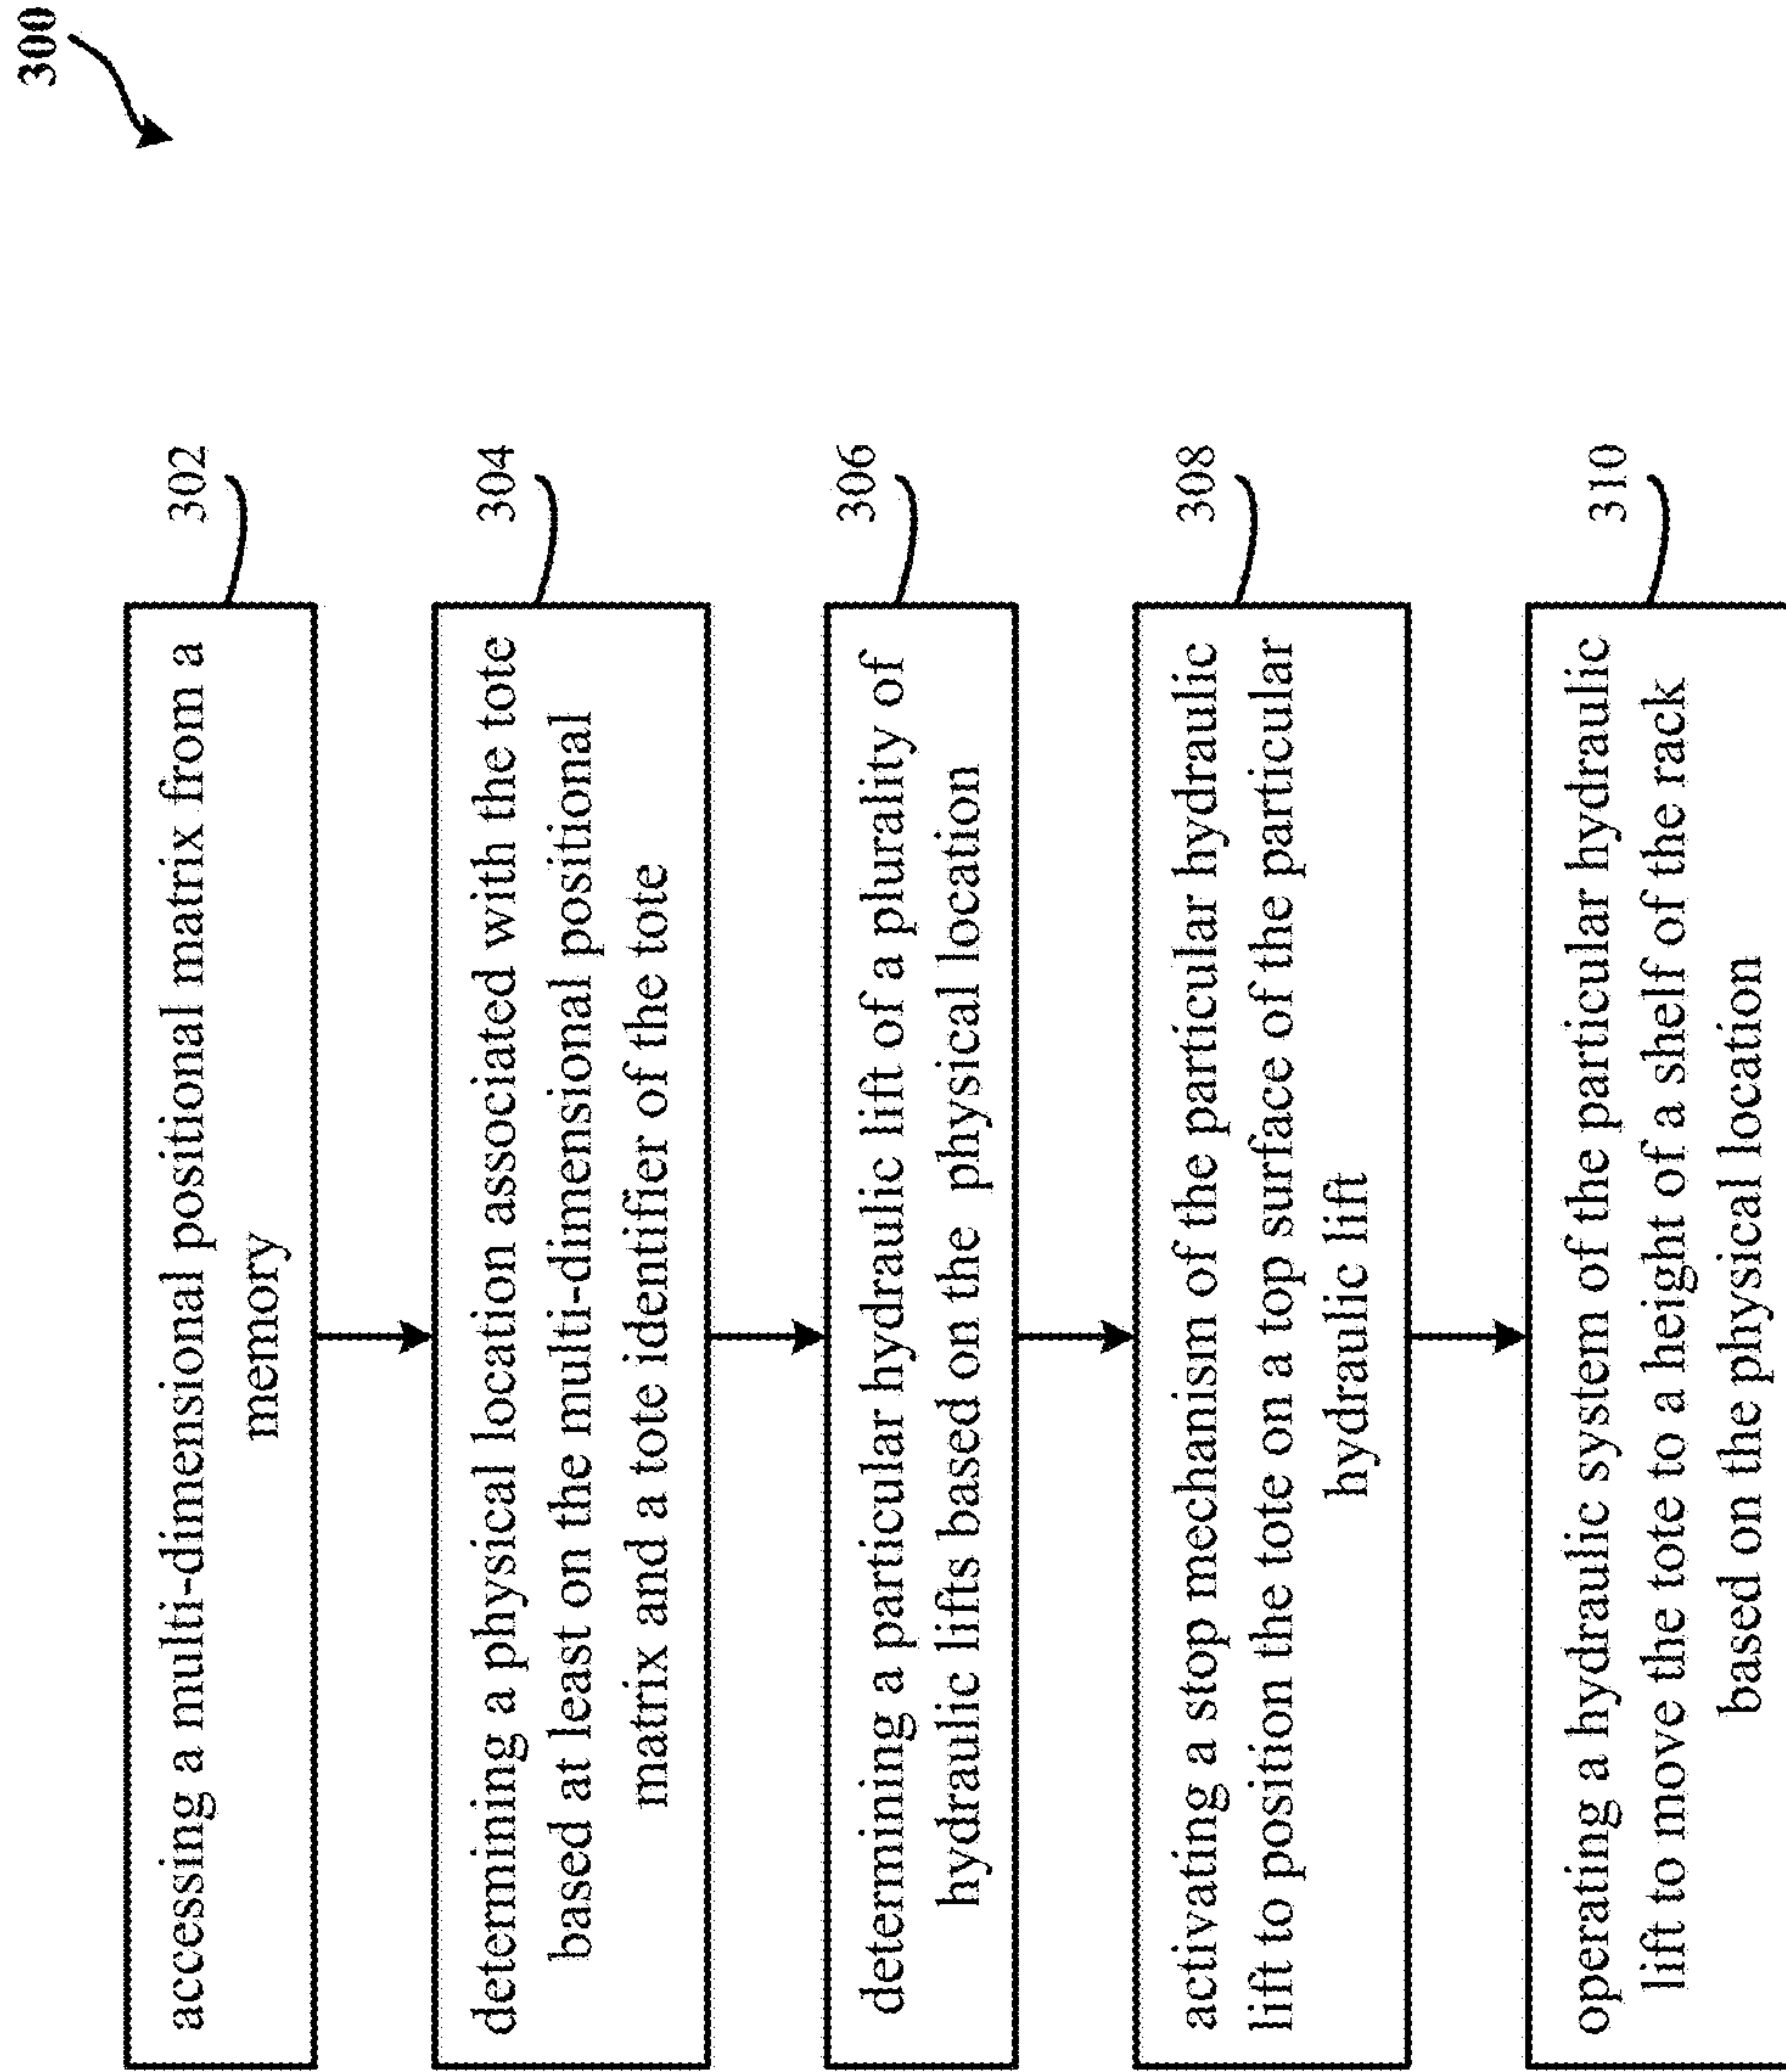 300
302
accessing a multi-dimensional positional matrix from a
memory
304
determining a physical location associated with the tote
based at least on the multi-dimensional positional
matrix and a tote identifier of the tote
306
determining a particular hydraulic lift of a plurality of
hydraulic lifts based on the physical location
308
activating a stop mechanism of the particular hydraulic
lift to position the tote on a top surface of the particular
hydraulic lift
310
operating a hydraulic system of the particular hydraulic
lift to move the tote to a height of a shelf of the rack
based on the physical location